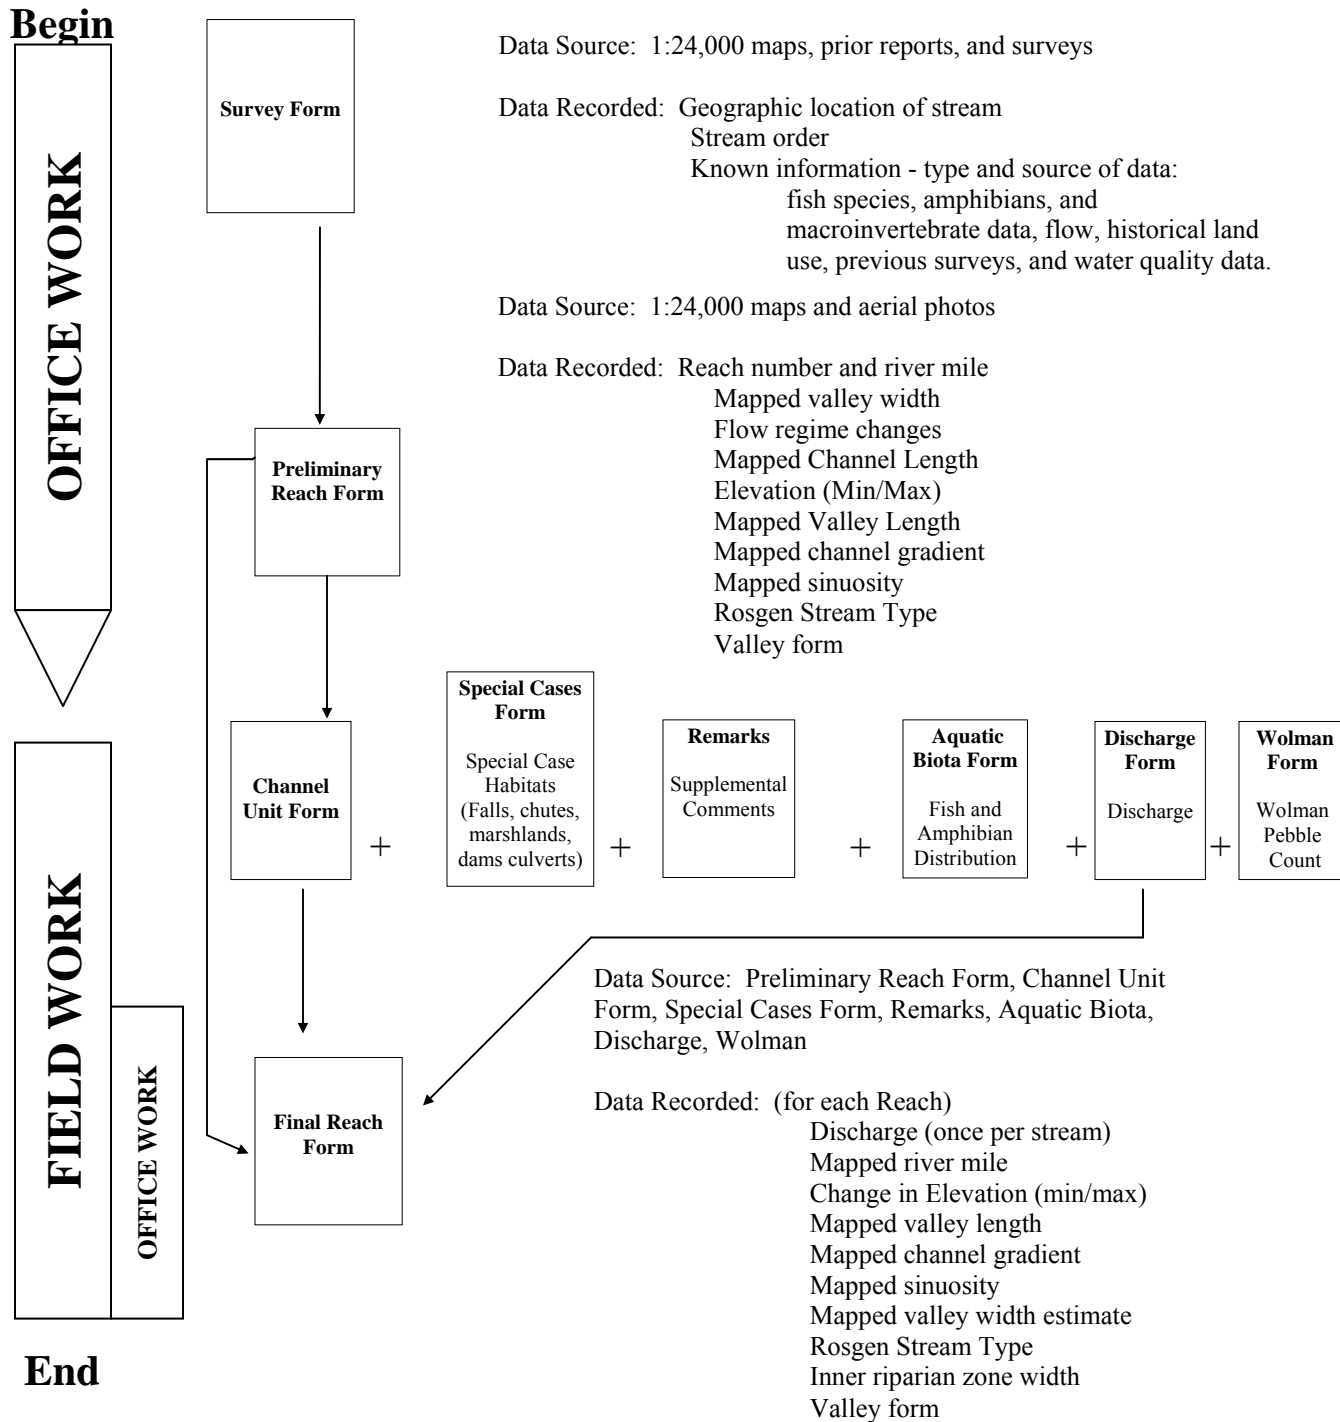 Begin
OFFICE WORK
Survey Form
Data Source:  1:24,000 maps, prior reports, and surveys
Data Recorded:  Geographic location of stream
Stream order
Known information - type and source of data:
fish species, amphibians, and
macroinvertebrate data, flow, historical land
use, previous surveys, and water quality data.
Data Source:  1:24,000 maps and aerial photos
Data Recorded:  Reach number and river mile
Mapped valley width
Flow regime changes
Mapped Channel Length
Elevation (Min/Max)
Mapped Valley Length
Mapped channel gradient
Mapped sinuosity
Rosgen Stream Type
Valley form
Preliminary
Reach Form
FIELD WORK
OFFICE WORK
Channel
Unit Form
+
Special Cases
Form
Special Case
Habitats
(Falls, chutes,
marshlands,
dams culverts)
+
Remarks
Supplemental
Comments
+
Aquatic
Biota Form
Fish and
Amphibian
Distribution
+
Discharge
Form
Discharge
+
Wolman
Form
Wolman
Pebble
Count
Data Source:  Preliminary Reach Form, Channel Unit
Form, Special Cases Form, Remarks, Aquatic Biota,
Discharge, Wolman
Final Reach
Form
Data Recorded:  (for each Reach)
Discharge (once per stream)
Mapped river mile
Change in Elevation (min/max)
Mapped valley length
Mapped channel gradient
Mapped sinuosity
Mapped valley width estimate
Rosgen Stream Type
Inner riparian zone width
Valley form
End